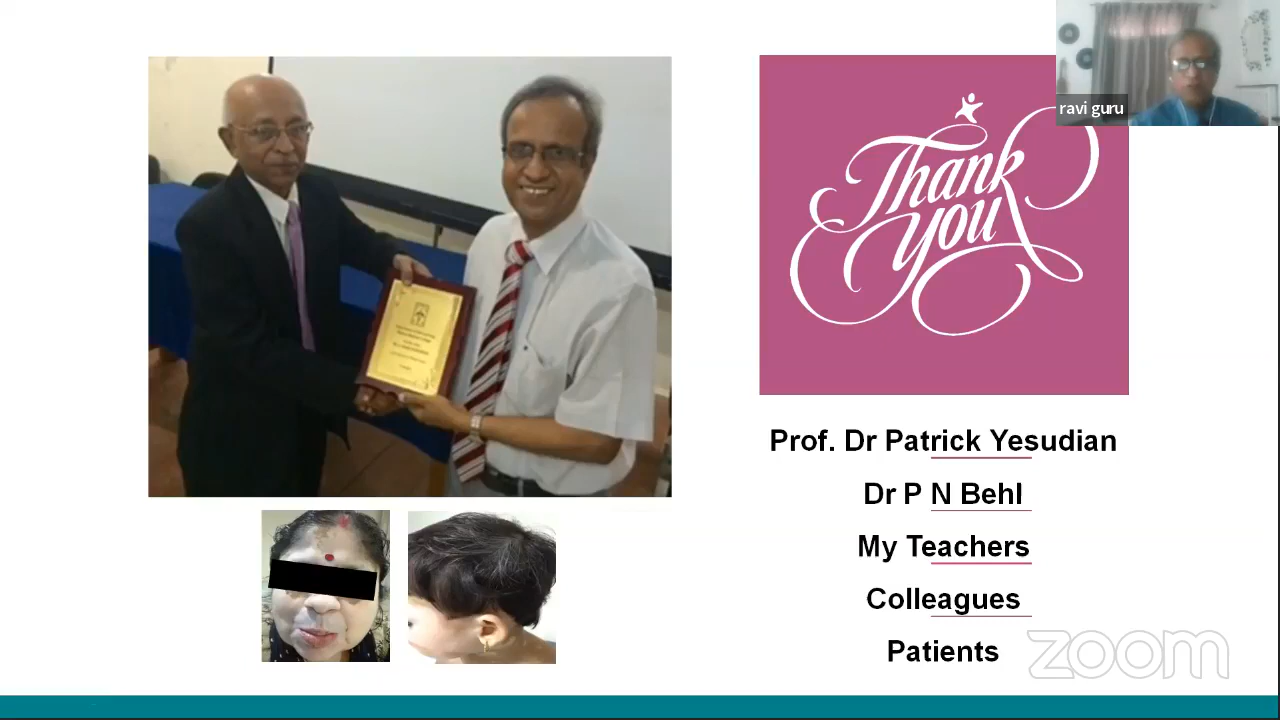 ravi guru
Thank
you
Prof. Dr Patrick Yesudian
Dr P N Behl
My Teachers
Colleagues
Patients
zoom